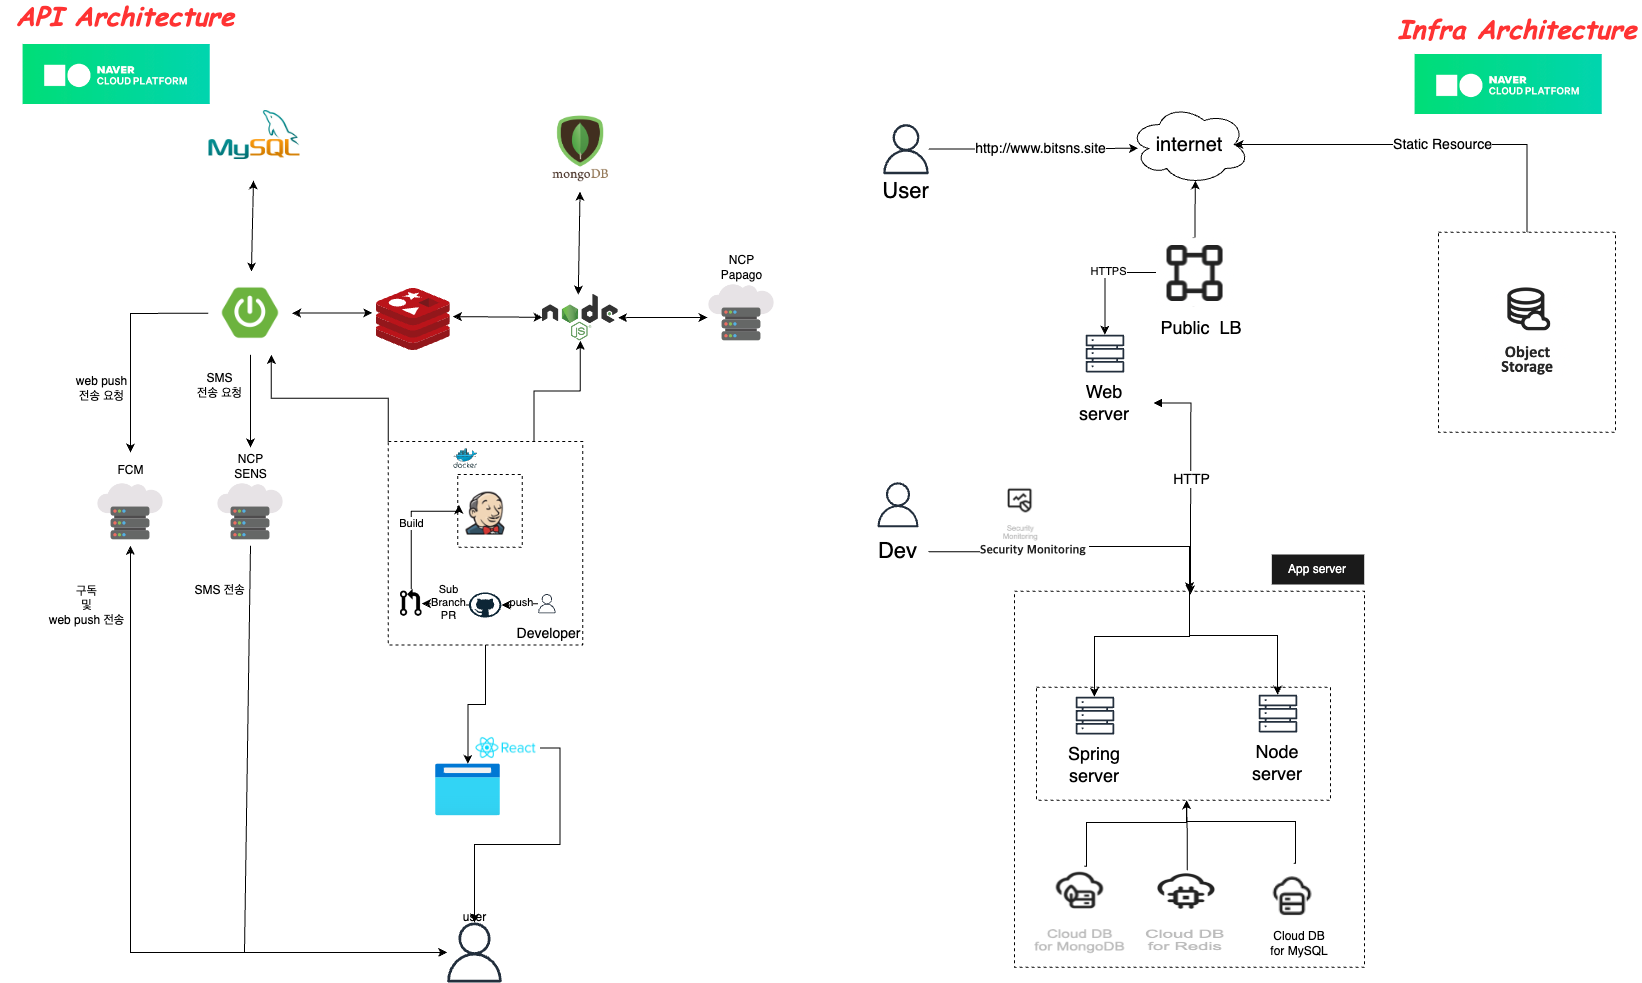 API Architecture
NAVER
CLOUD PLATFORM
MySQL
mongoDB
NCP
Papago
node
JS
web push
전송 요청
SMS
전송 요청
FCM
NCP
SENS
docker
Build
구독
및
web push 전송
SMS 전송
Sub
Branch
PR
push
Developer
React
user
Infra Architecture
NAVER
CLOUD PLATFORM
User
http://www.bitsns.site
internet
Static Resource
HTTPS
Public LB
Object
Storage
Web
server
HTTP
Dev
Security
Monitoring
Security Monitoring
App server
Spring
server
Node
server
Cloud DB
for MongoDB
Cloud DB
for Redis
Cloud DB
for MySQL